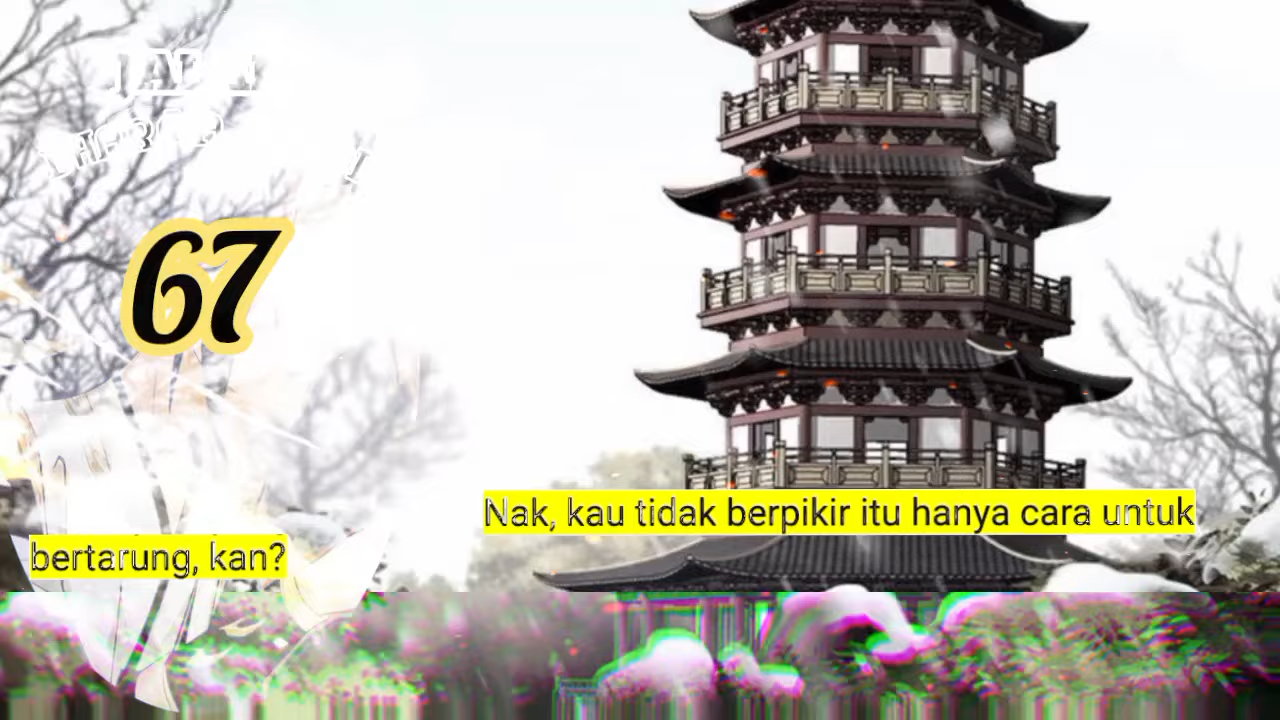 67
Nak, kau tidak berpikir itu hanya cara untuk
bertarung, kan?